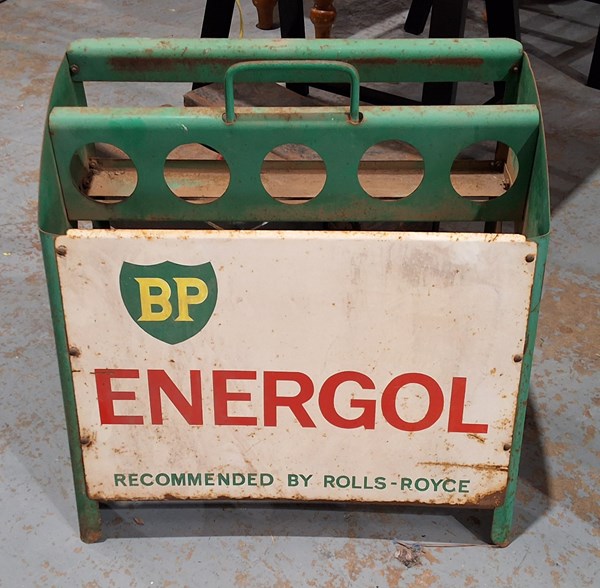 BP
ENERGOL
RECOMMENDED BY ROLLS-ROYCE